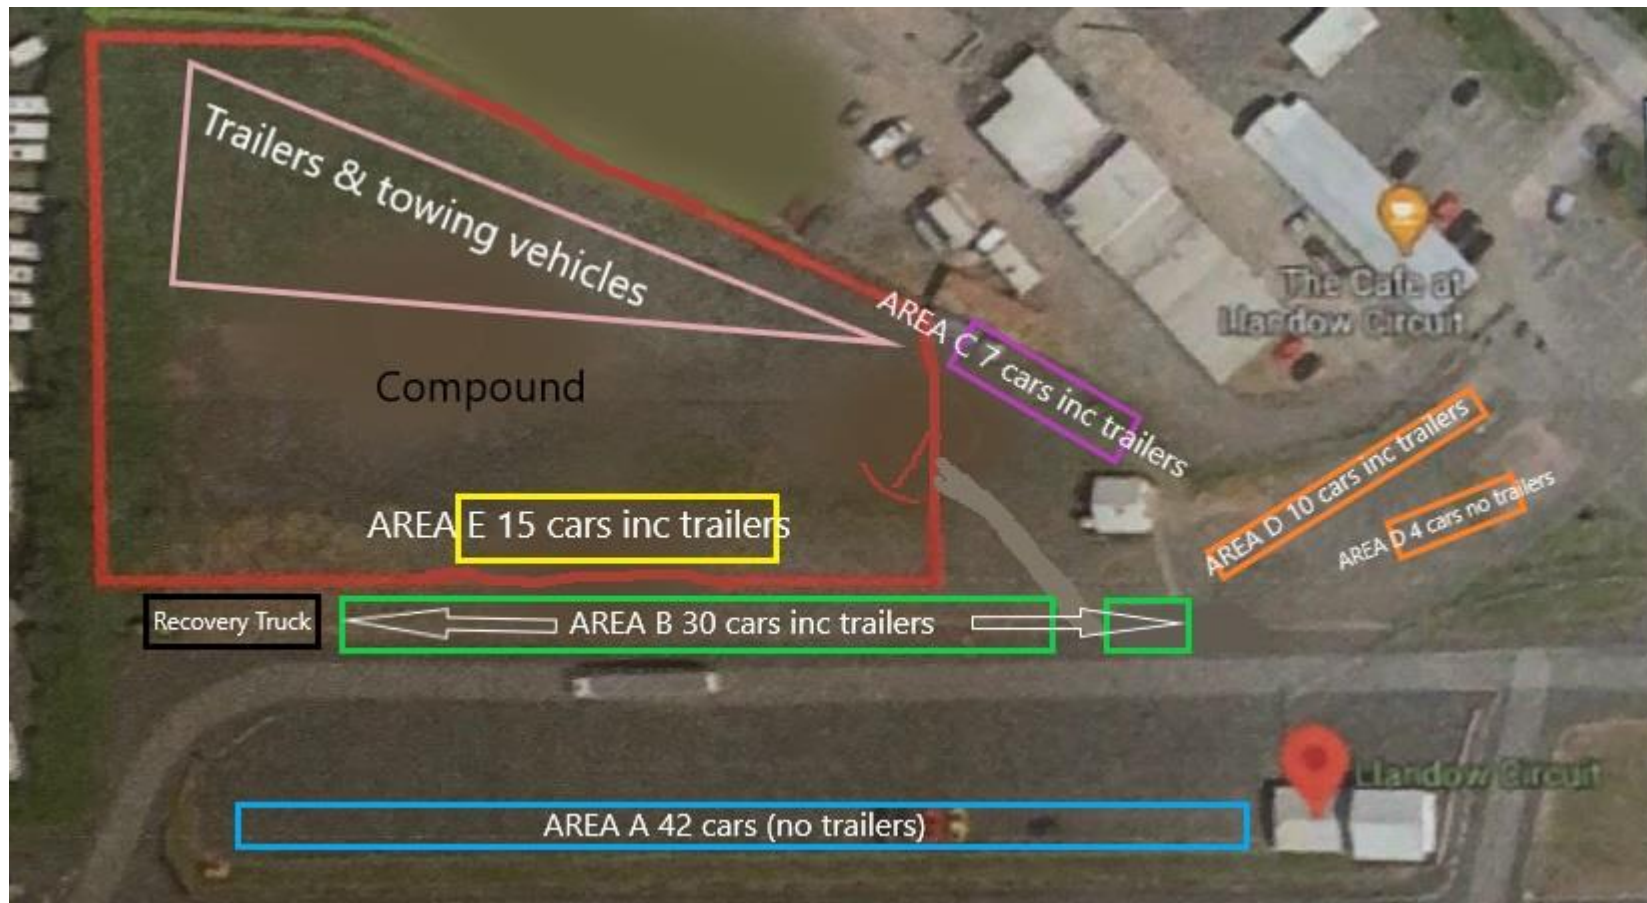 Trailers & towing vehicles
The Cafe at
Llandow Circuit
AREA C 7 cars inc trailers
Compound
AREA D 10 cars inc trailers
AREA D 4 cars no trailers
AREA E 15 cars inc trailers
Recovery Truck
AREA B 30 cars inc trailers
Llandow Circuit
AREA A 42 cars (no trailers)